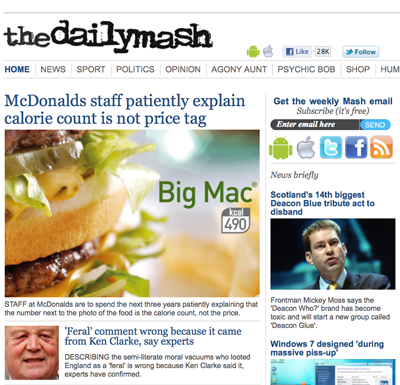 thedailymash
Like 28K Follow
HOME NEWS SPORT POLITICS OPINION AGONY AUNT PSYCHIC BOB SHOP HUM
McDonalds staff patiently explain
calorie count is not price tag
Big Mac®
kcal
490
STAFF at McDonalds are to spend the next three years patiently explaining that
the number next to the photo of the food is the calorie count, not the price.
'Feral' comment wrong because it came
from Ken Clarke, say experts
DESCRIBING the semi-literate moral vacuums who looted
England as a 'feral' is wrong because Ken Clarke said it,
experts have confirmed.
Get the weekly Mash email
Subscribe (it's free)
Enter email here SEND
News briefly
Scotland's 14th biggest
Deacon Blue tribute act to
disband
Frontman Mickey Moss says the
'Deacon Who?' brand has become
toxic and will start a new group called
'Deacon Glue'.
Windows 7 designed 'during
massive piss-up'